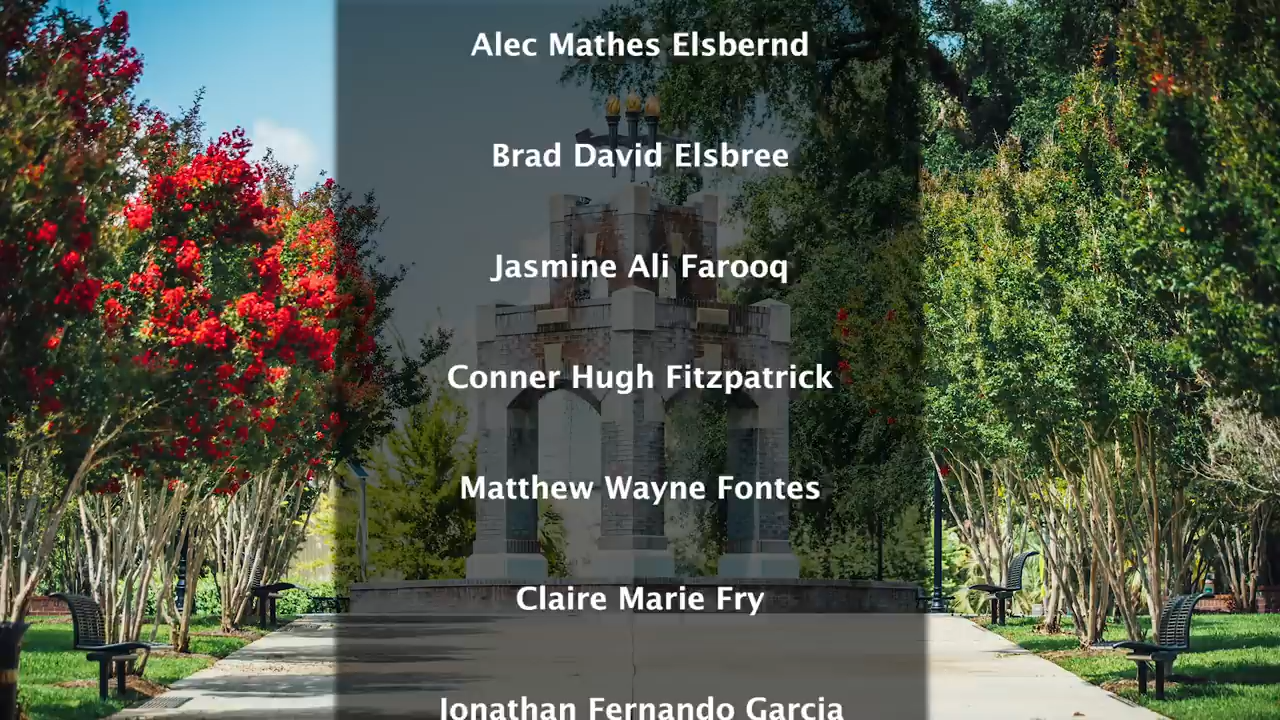 Alec Mathes Elsbernd
Brad David Elsbree
Jasmine Ali Farooq
Conner Hugh Fitzpatrick
Matthew Wayne Fontes
Claire Marie Fry
Jonathan Fernando Garcia